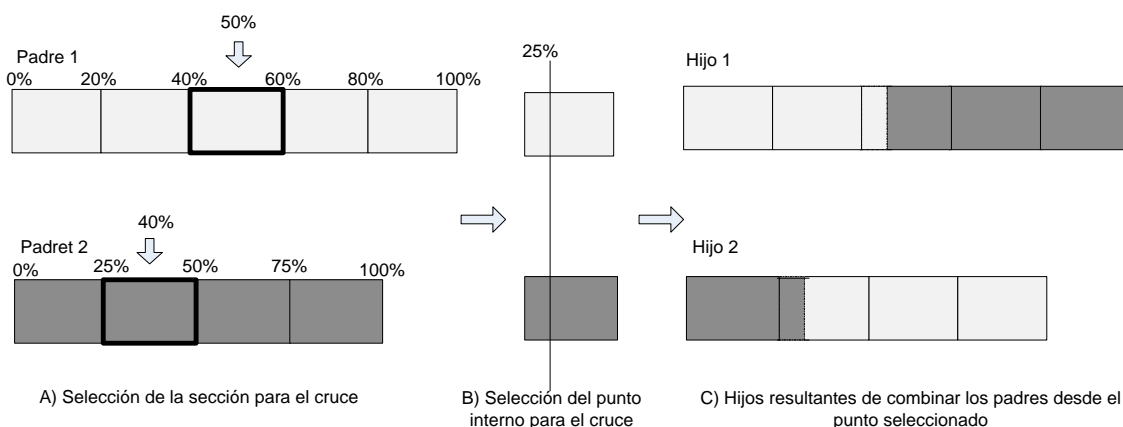 50%
Padre 1
0% 20% 40% 60% 80% 100%
40%
Padret 2
0% 25% 50% 75% 100%
A) Selección de la sección para el cruce
25%
B) Selección del punto
interno para el cruce
Hijo 1
Hijo 2
C) Hijos resultantes de combinar los padres desde el
punto seleccionado